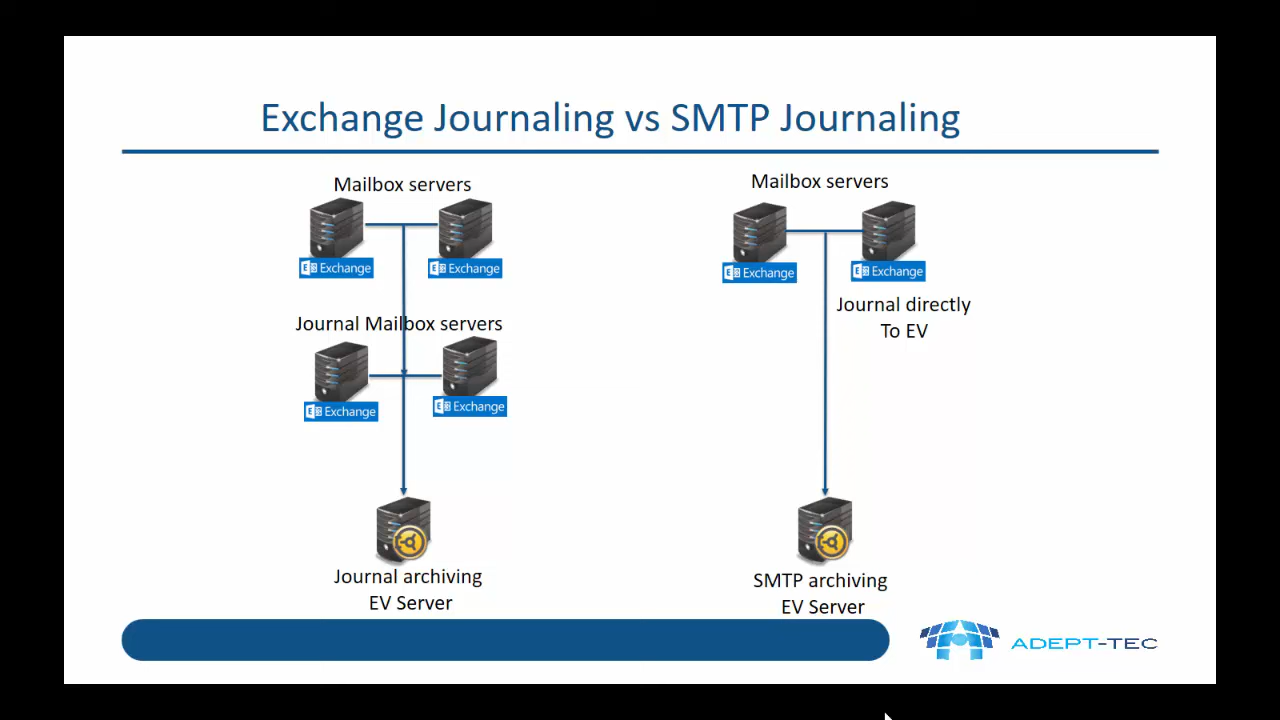 Exchange Journaling vs SMTP Journaling
Mailbox servers
Exchange
Exchange
Journal Mailbox servers
Exchange
Exchange
Journal archiving
EV Server
Mailbox servers
Exchange
Exchange
Journal directly
To EV
SMTP archiving
EV Server
ADEPT-TEC